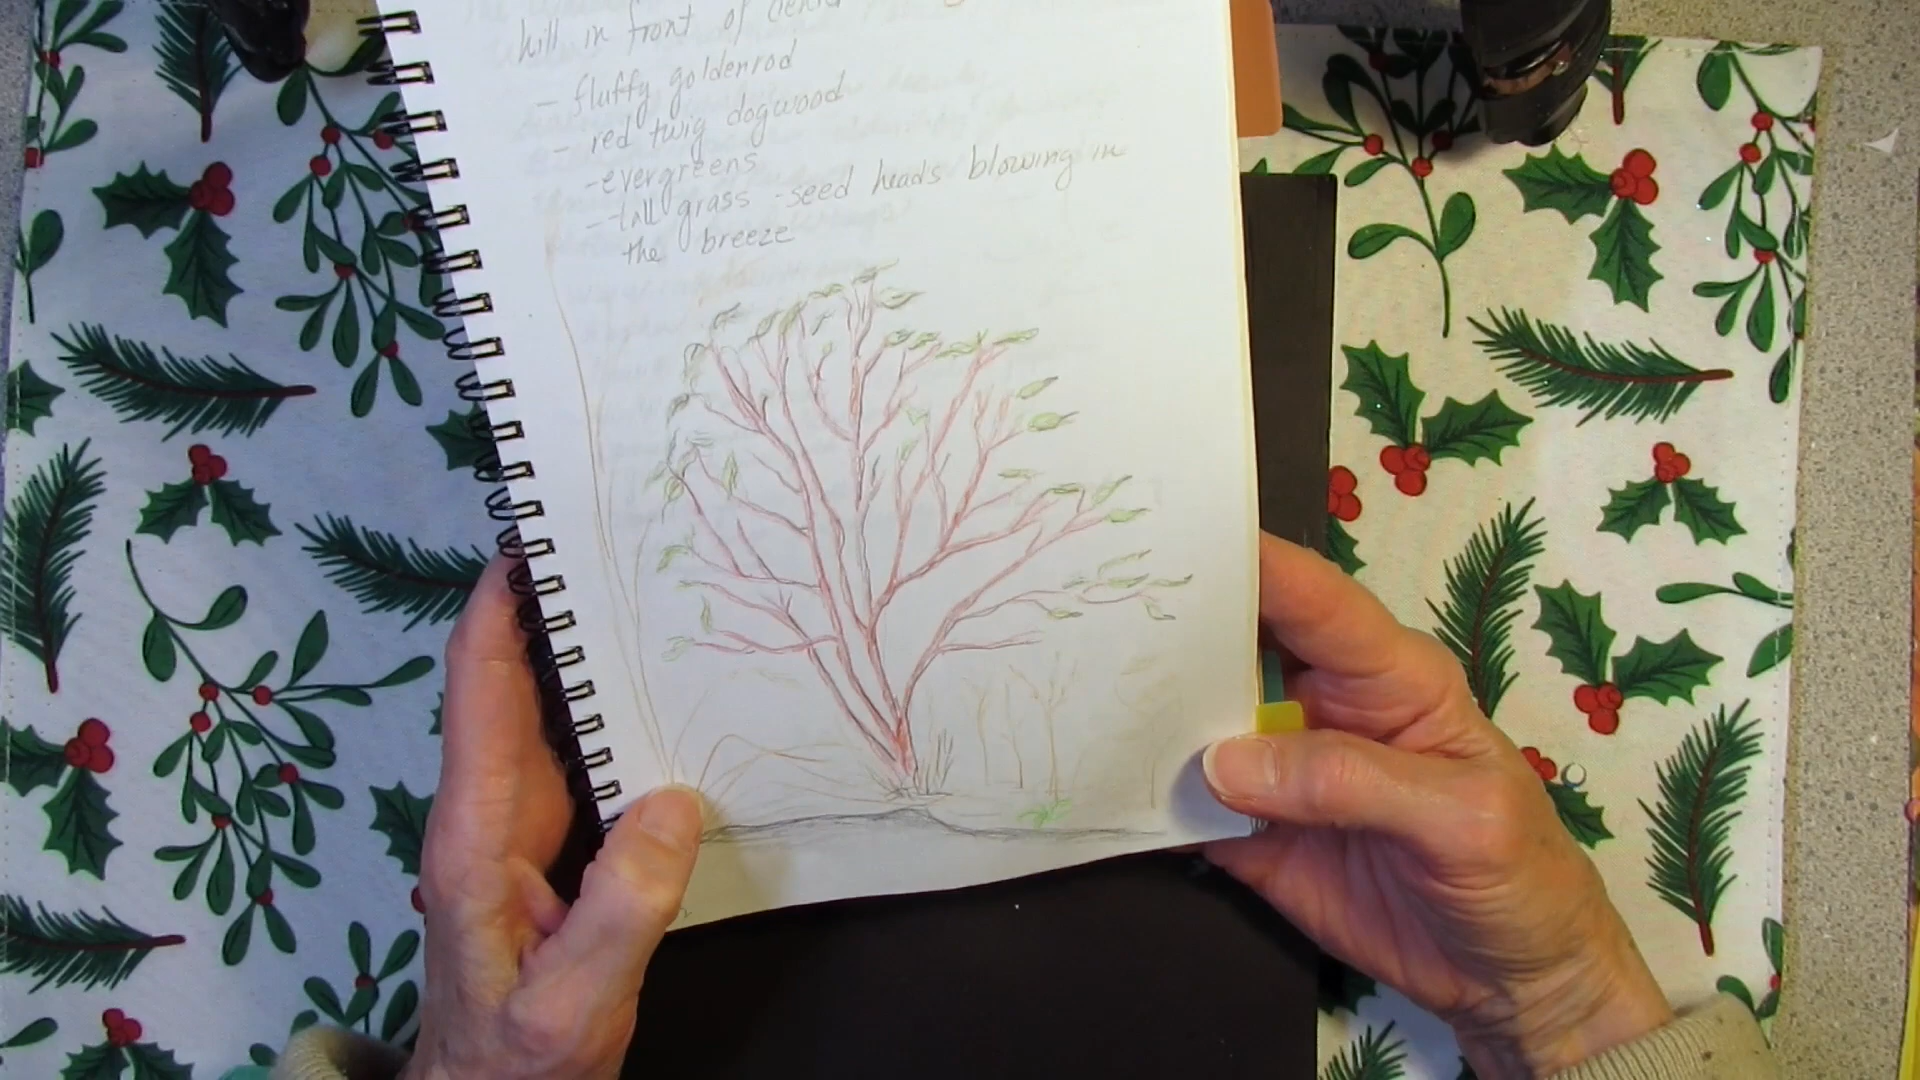 hill in front of
- fluffy goldenrod
- red twig dogwood
- evergreens
- tall grass - seed heads blowing in
the breeze